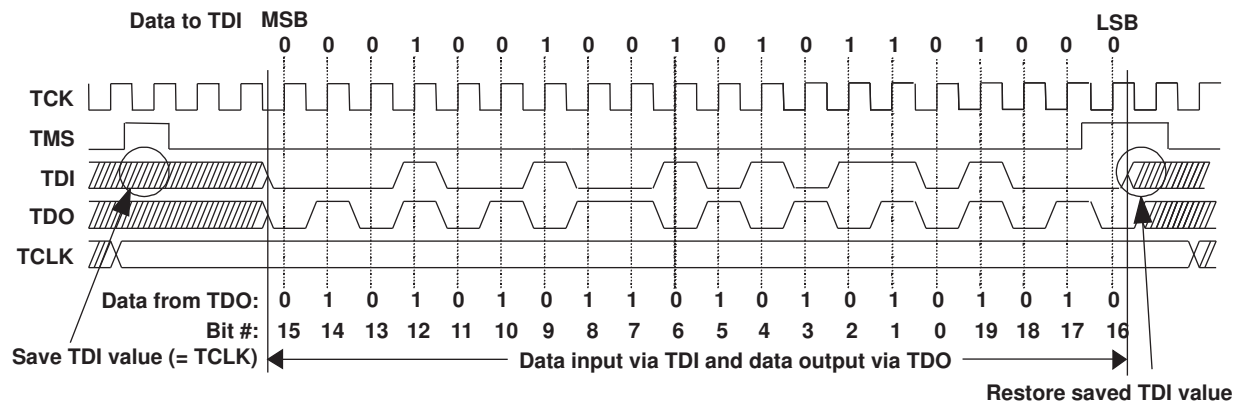 Data to TDI MSB LSB
0 0 0 1 0 0 1 0 0 1 0 1 0 1 1 0 1 0 0 0
TCK
TMS
TDI
TDO
TCLK
Data from TDO: 0 1 0 1 0 1 1 1 0 1 0 1 0 1 0 1 0 1 0
Bit #: 15 14 13 12 11 10 9 8 7 6 5 4 3 2 1 0 19 18 17 16
Save TDI value (= TCLK) Data input via TDI and data output via TDO
Restore saved TDI value